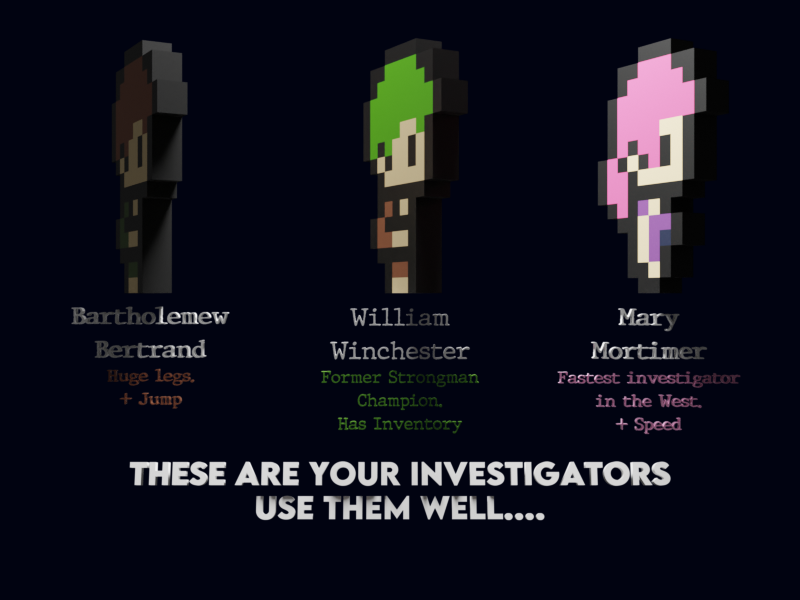 Bartholemew
Bertrand
Huge legs.
+ Jump
William
Winchester
Former Strongman
Champion.
Has Inventory
Mary
Mortimer
Fastest investigator
in the West.
+ Speed
THESE ARE YOUR INVESTIGATORS
USE THEM WELL....